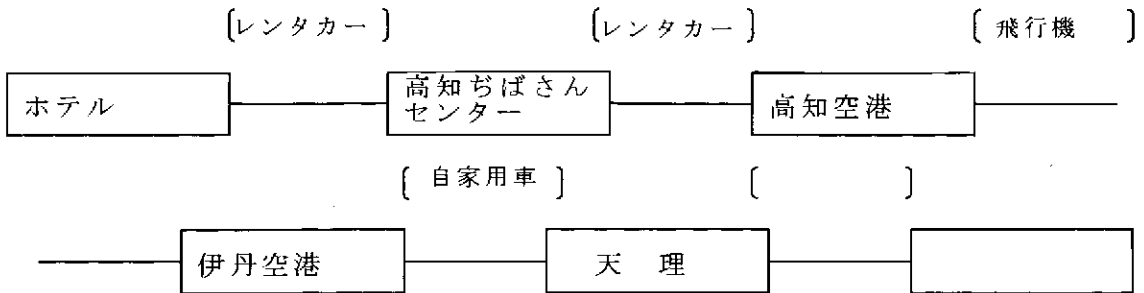 〔レンタカー〕 〔レンタカー〕 〔 飛行機 〕
ホテル 高知ぢばさんセンター 高知空港
〔 自家用車 〕 〔 〕
伊丹空港 天 理